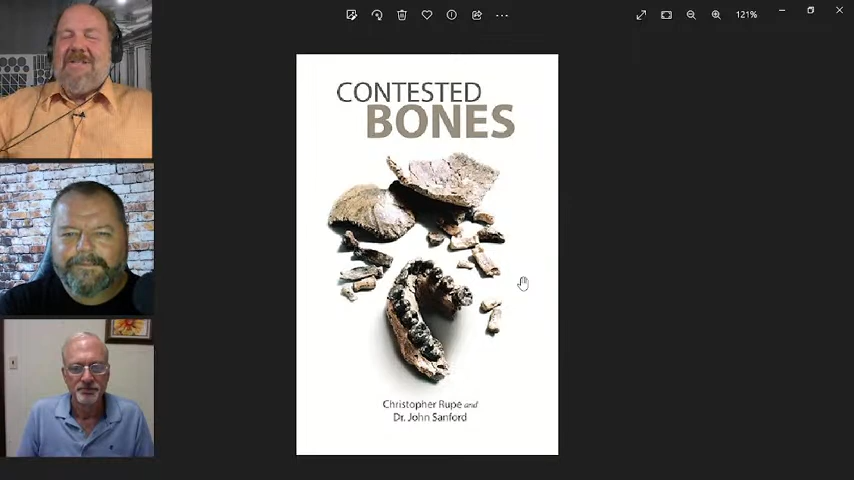 121%
CONTESTED
BONES
Christopher Rupe and
Dr. John Sanford